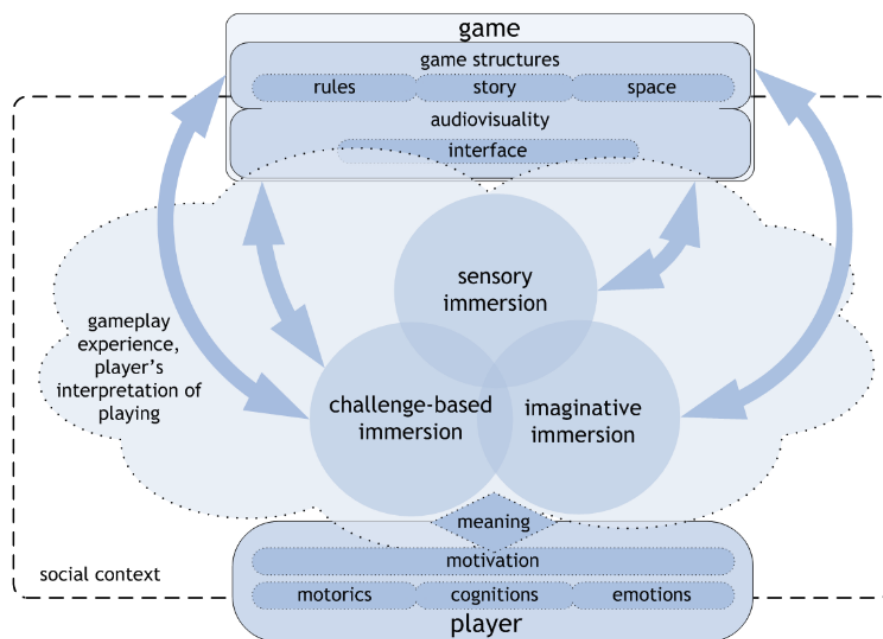 game
game structures
rules story space
audiovisuality
interface
sensory
immersion
gameplay
experience,
player's
interpretation of
playing
challenge-based
immersion
imaginative
immersion
meaning
motivation
social context
motorics cognitions emotions
player